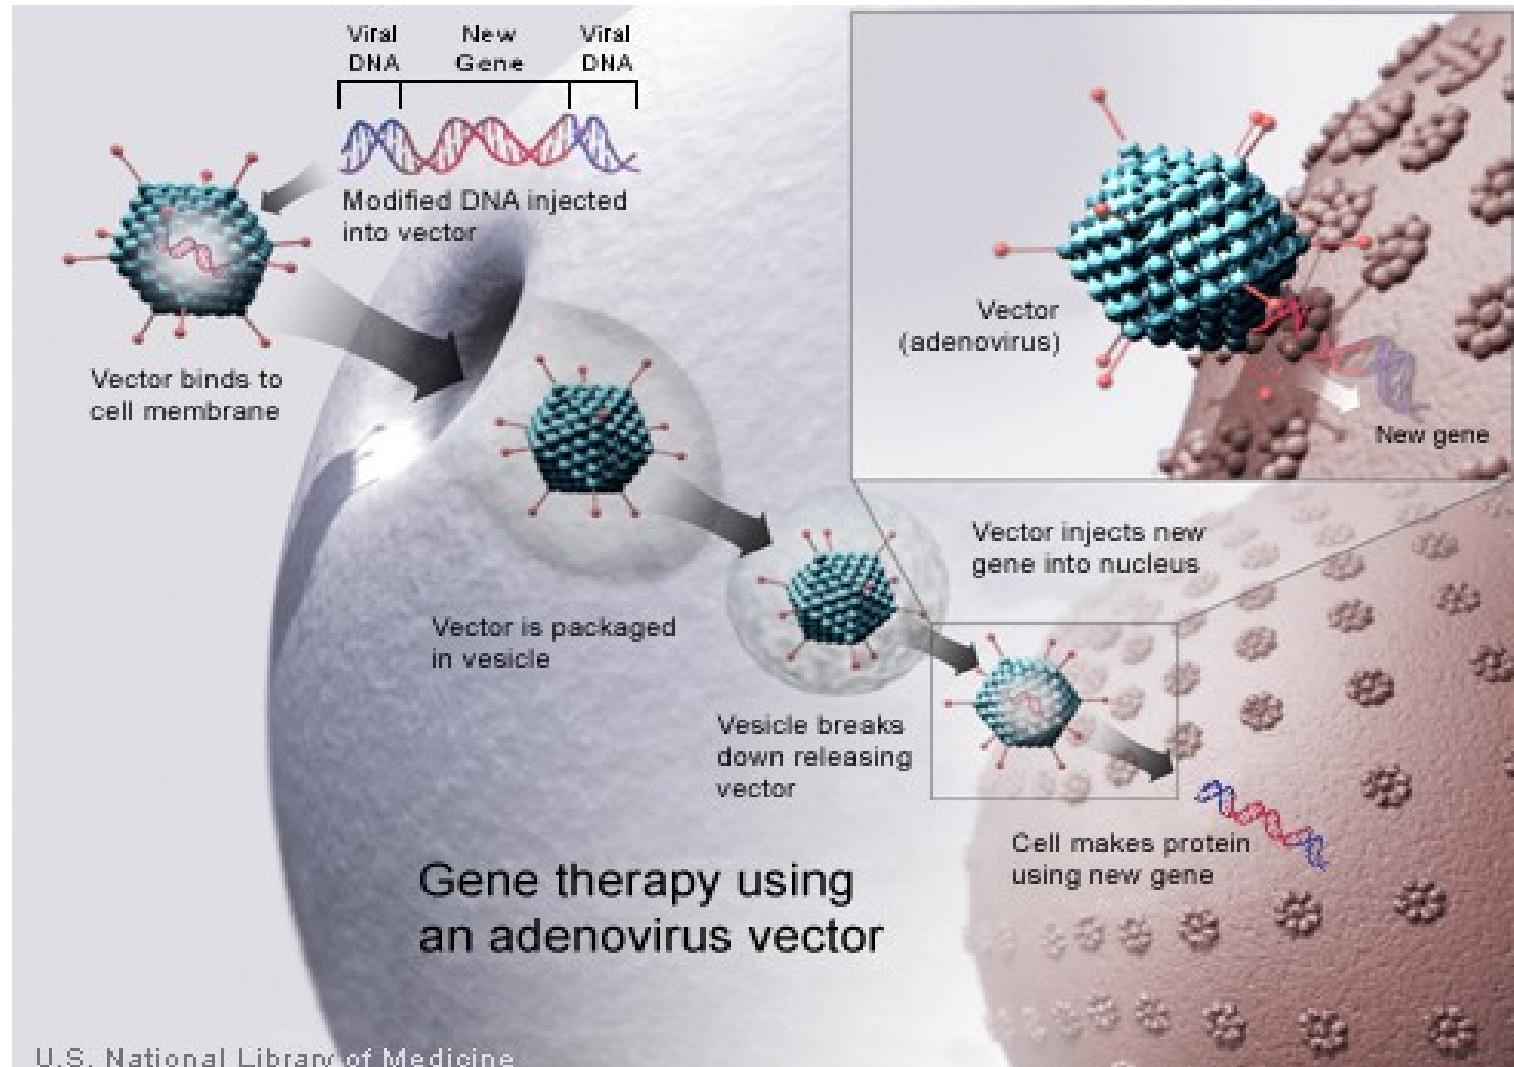 Viral DNA
New Gene
Viral DNA
Modified DNA injected
into vector
Vector binds to
cell membrane
Vector
(adenovirus)
New gene
Vector injects new
gene into nucleus
Vector is packaged
in vesicle
Vesicle breaks
down releasing
vector
Cell makes protein
using new gene
Gene therapy using
an adenovirus vector
U.S. National Library of Medicine